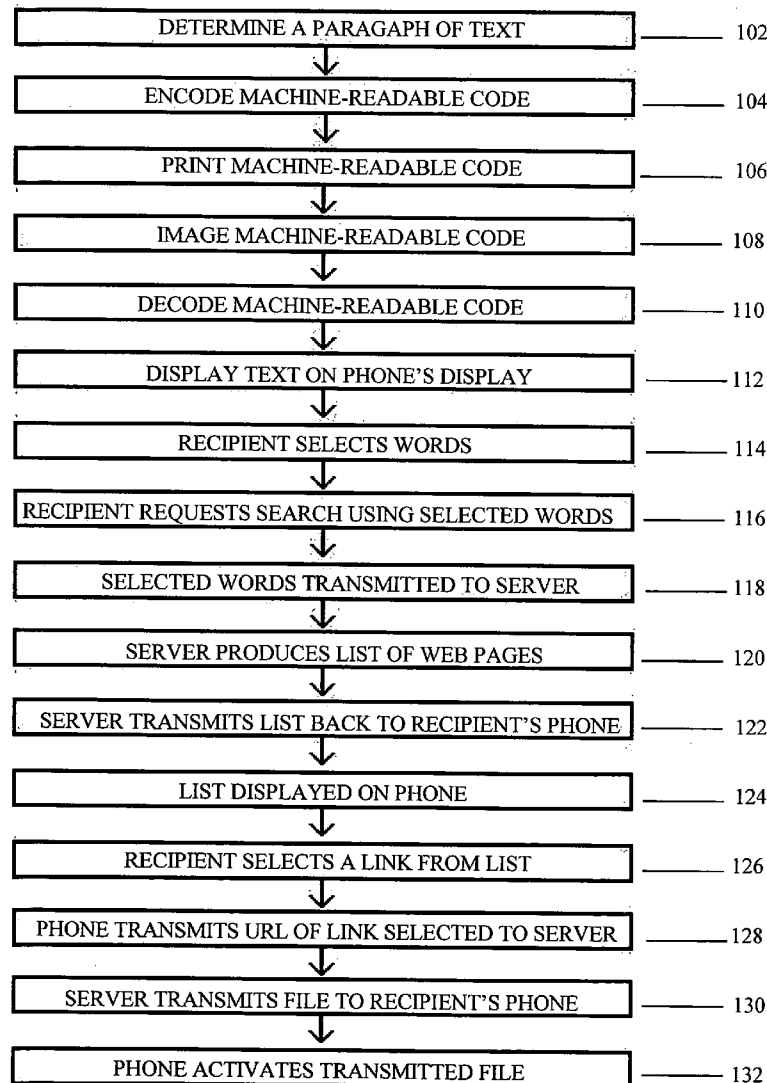 DETERMINE A PARAGAPH OF TEXT 102
ENCODE MACHINE-READABLE CODE 104
PRINT MACHINE-READABLE CODE 106
IMAGE MACHINE-READABLE CODE 108
DECODE MACHINE-READABLE CODE 110
DISPLAY TEXT ON PHONE'S DISPLAY 112
RECIPIENT SELECTS WORDS 114
RECIPIENT REQUESTS SEARCH USING SELECTED WORDS 116
SELECTED WORDS TRANSMITTED TO SERVER 118
SERVER PRODUCES LIST OF WEB PAGES 120
SERVER TRANSMITS LIST BACK TO RECIPIENT'S PHONE 122
LIST DISPLAYED ON PHONE 124
RECIPIENT SELECTS A LINK FROM LIST 126
PHONE TRANSMITS URL OF LINK SELECTED TO SERVER 128
SERVER TRANSMITS FILE TO RECIPIENT'S PHONE 130
PHONE ACTIVATES TRANSMITTED FILE 132